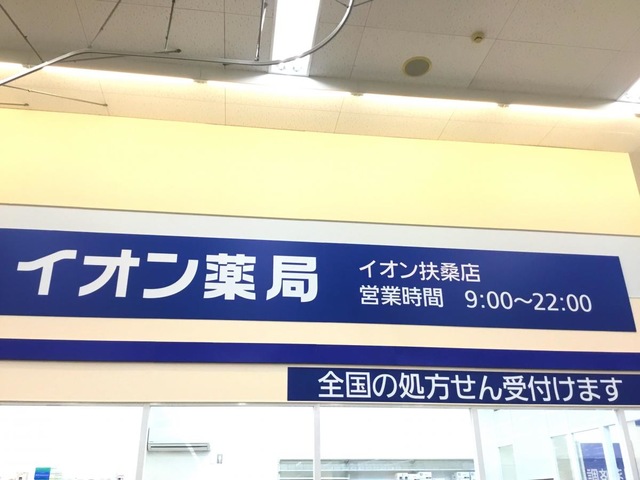 イオン薬局
イオン扶桑店
営業時間 9:00～22:00
全国の処方せん受付けます